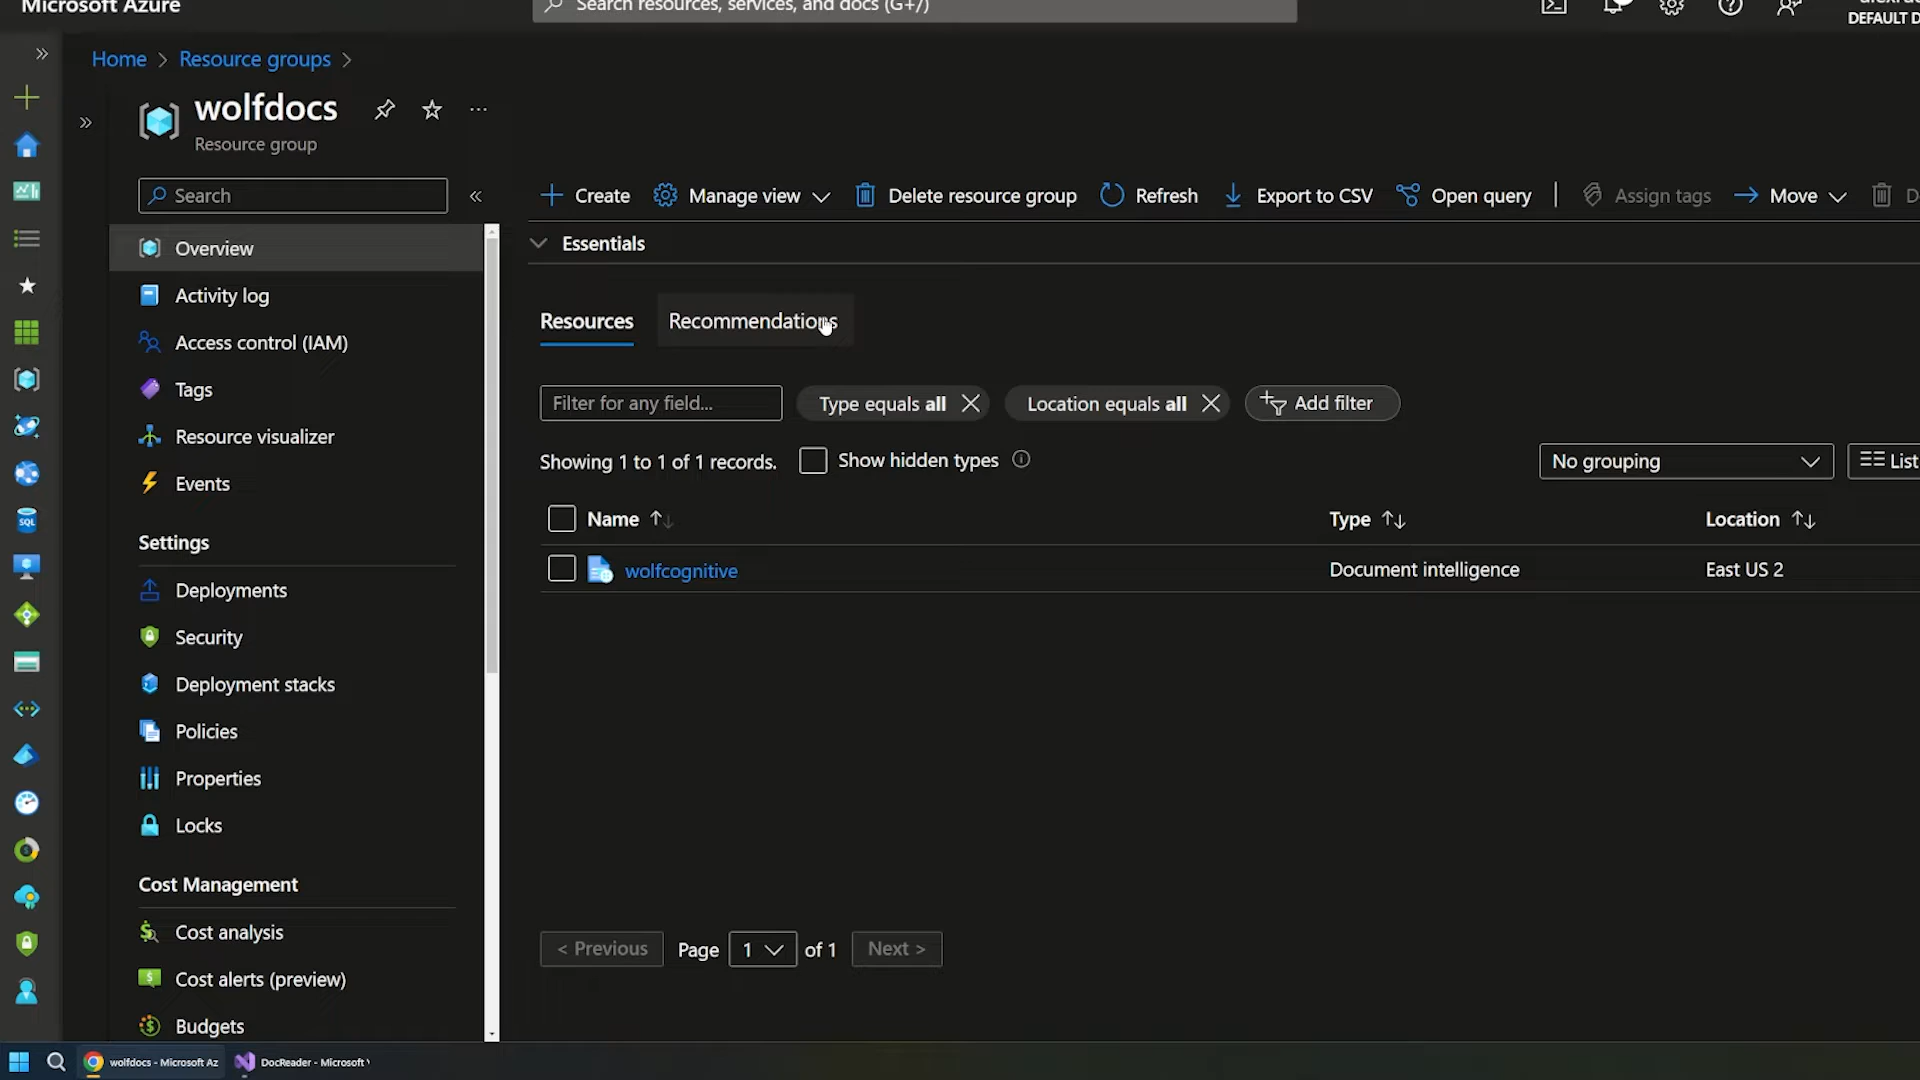 Microsoft Azure
Search resources, services, and docs (G+/)
DEFAULT D
Home > Resource groups >
wolfdocs
Resource group
Search
Create
Manage view
Delete resource group
Refresh
Export to CSV
Open query
Assign tags
Move
Essentials
Overview
Activity log
Access control (IAM)
Tags
Resource visualizer
Events
Settings
Deployments
Security
Deployment stacks
Policies
Properties
Locks
Cost Management
Cost analysis
Cost alerts (preview)
Budgets
Resources
Recommendations
Filter for any field...
Type equals all
Location equals all
Add filter
Showing 1 to 1 of 1 records.
Show hidden types
No grouping
List
Name
Type
Location
wolfcognitive
Document intelligence
East US 2
< Previous
Page 1 of 1
Next >
SQL
wolfdocs - Microsoft Az
DocReader - Microsoft